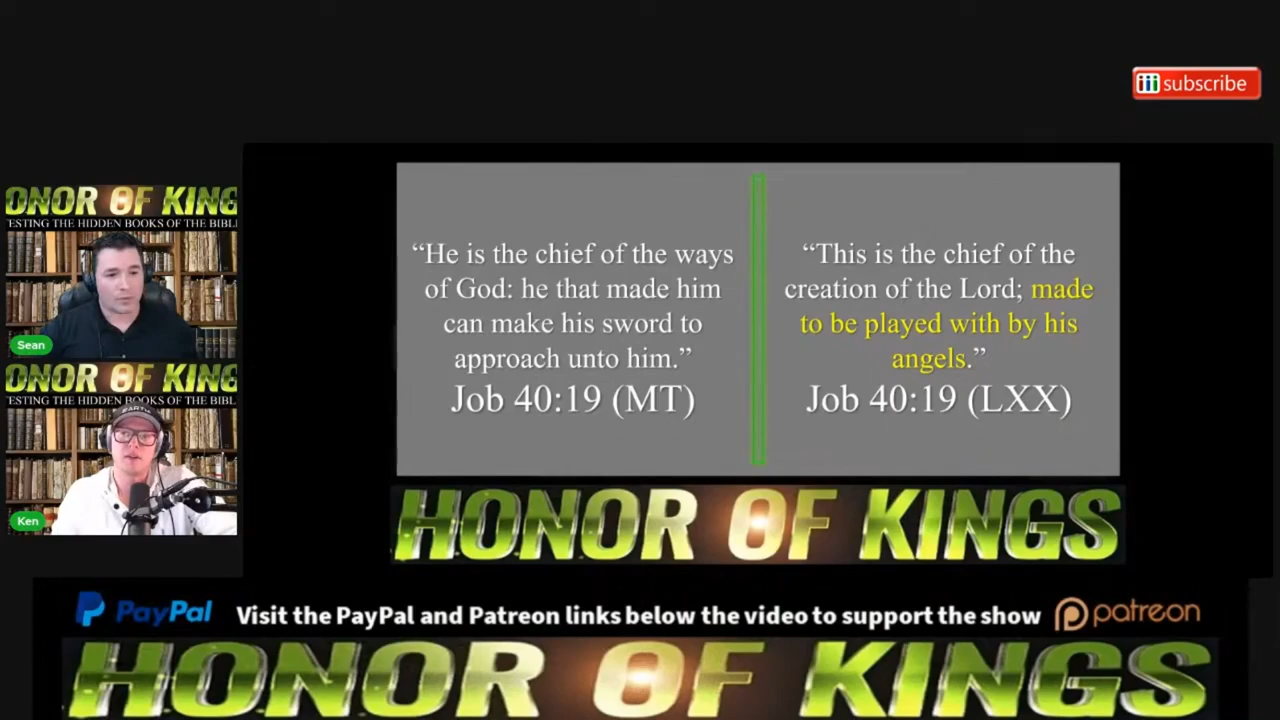 subscribe
ONOR OF KING
TESTING THE HIDDEN BOOKS OF THE BIBL
Sean
ONOR OF KING
TESTING THE HIDDEN BOOKS OF THE BIBL
Ken
“He is the chief of the ways
of God: he that made him
can make his sword to
approach unto him.”
Job 40:19 (MT)
“This is the chief of the
creation of the Lord; made
to be played with by his
angels.”
Job 40:19 (LXX)
HONOR OF KINGS
PayPal Visit the PayPal and Patreon links below the video to support the show patreon
HONOR OF KINGS